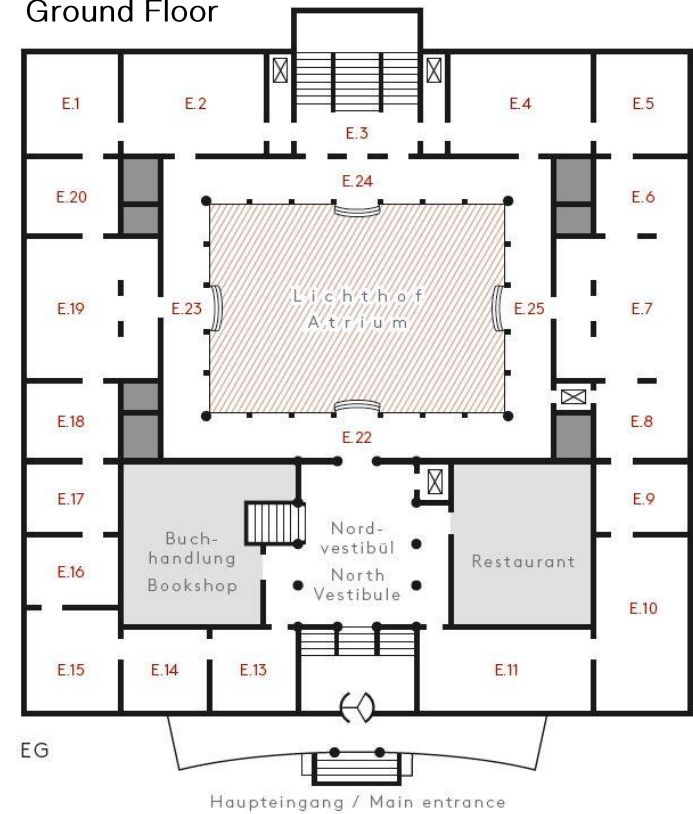 Ground Floor
E.1
E.2
E.3
E.4
E.5
E.20
E.24
E.6
E.19
E.23
Lichthof
Atrium
E.25
E.7
E.18
E.22
E.8
E.17
E.9
Buch-
handlung
Bookshop
Nord-
vestibül
North
Vestibule
Restaurant
E.16
E.10
E.15
E.14
E.13
E.11
EG
Haupteingang / Main entrance